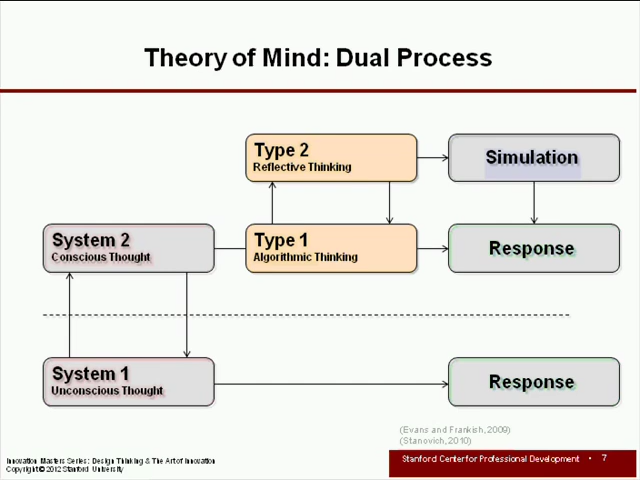 Theory of Mind: Dual Process
Type 2
Reflective Thinking
Simulation
System 2
Conscious Thought
Type 1
Algorithmic Thinking
Response
System 1
Unconscious Thought
Response
(Evans and Frankish, 2009)
(Stanovich, 2010)
Innovation Masters Series: Design Thinking & The Art of Innovation
Copyright © 2012 Stanford University
Stanford Center for Professional Development • 7